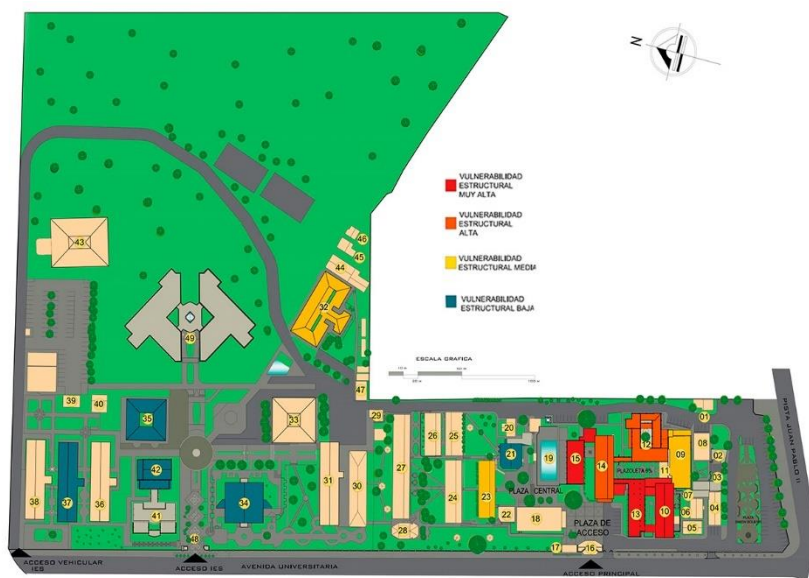 N
VULNERABILIDAD
ESTRUCTURAL
MUY ALTA
VULNERABILIDAD
ESTRUCTURAL
ALTA
VULNERABILIDAD
ESTRUCTURAL MEDIA
VULNERABILIDAD
ESTRUCTURAL BAJA
ESCALA GRAFICA
43
46
45
44
32
49
47
39
40
35
33
29
42
38
37
36
41
34
48
31
30
27
28
26
25
24
23
20
21
22
19
18
17
16
15
14
13
12
11
10
09
08
07
06
05
04
03
02
01
PLAZA CENTRAL
PLAZA DE
ACCESO
PISTA JUAN PABLO II
ACCESO VEHICULAR
IES
ACCESO IES
AVENIDA UNIVERSITARIA
ACCESO PRINCIPAL